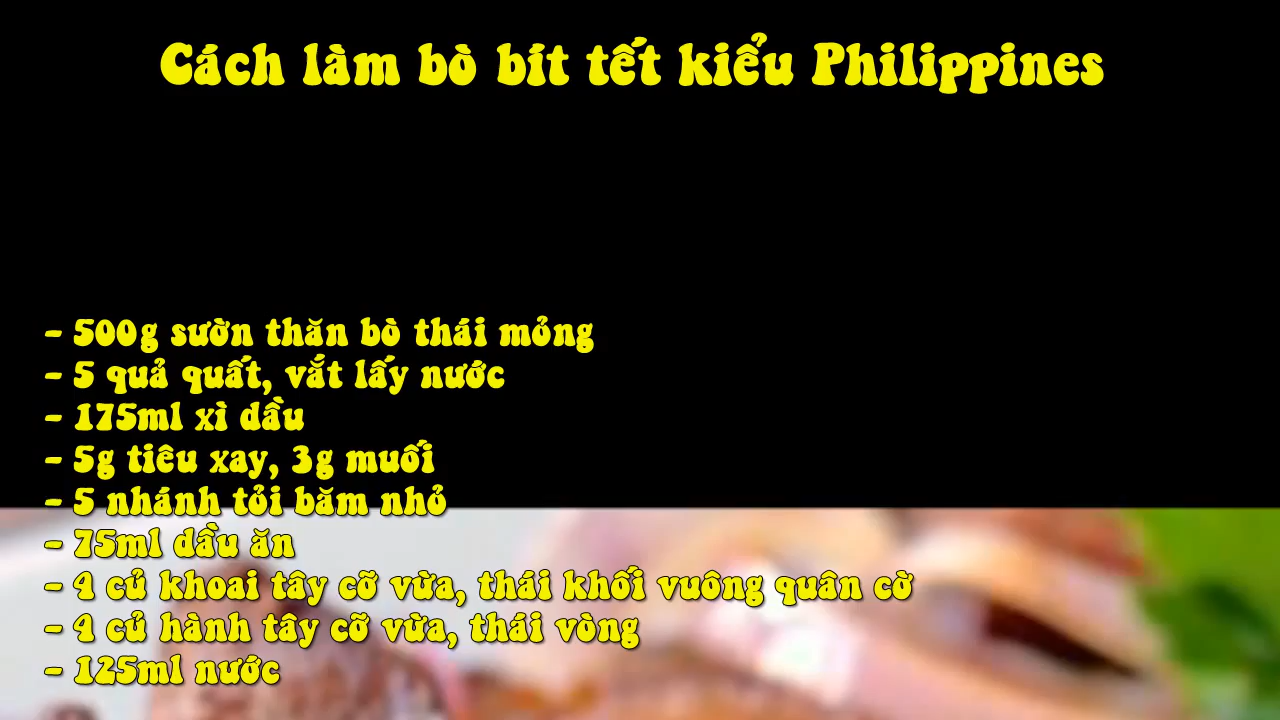 Cách làm bò bít tết kiểu Philippines
- 500g sườn thăn bò thái mỏng
- 5 quả quất, vắt lấy nước
- 175ml xì dầu
- 5g tiêu xay, 3g muối
- 5 nhánh tỏi băm nhỏ
- 75ml dầu ăn
- 4 củ khoai tây cỡ vừa, thái khối vuông quân cờ
- 4 củ hành tây cỡ vừa, thái vòng
- 125ml nước